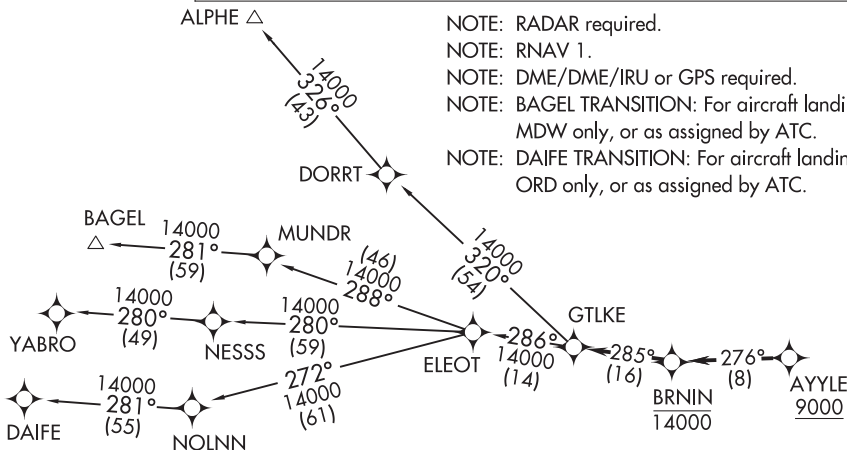 ALPHE
NOTE: RADAR required.
NOTE: RNAV 1.
NOTE: DME/DME/IRU or GPS required.
NOTE: BAGEL TRANSITION: For aircraft landi
MDW only, or as assigned by ATC.
NOTE: DAIFE TRANSITION: For aircraft landin
ORD only, or as assigned by ATC.
14000
326°
(43)
DORRT
14000
320°
(54)
BAGEL
14000
281°
(59)
MUNDR
(46)
14000
288°
YABRO
14000
280°
(49)
NESSS
14000
280°
(59)
ELEOT
286°
14000
(14)
GTLKE
285°
(16)
BRNIN
14000
276°
(8)
AYYLE
9000
DAIFE
14000
281°
(55)
NOLNN
272°
14000
(61)